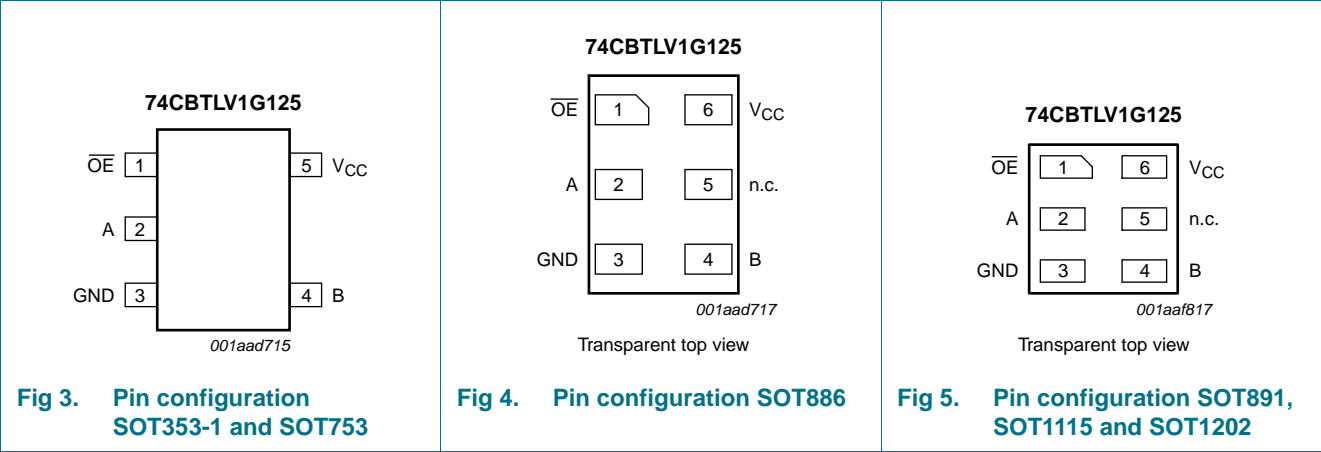 74CBTLV1G125
OE 1
5 VCC
A 2
GND 3
4 B
001aad715
Fig 3. Pin configuration
SOT353-1 and SOT753
74CBTLV1G125
OE 1 6 VCC
A 2 5 n.c.
GND 3 4 B
001aad717
Transparent top view
Fig 4. Pin configuration SOT886
74CBTLV1G125
OE 1 6 VCC
A 2 5 n.c.
GND 3 4 B
001aaf817
Transparent top view
Fig 5. Pin configuration SOT891,
SOT1115 and SOT1202